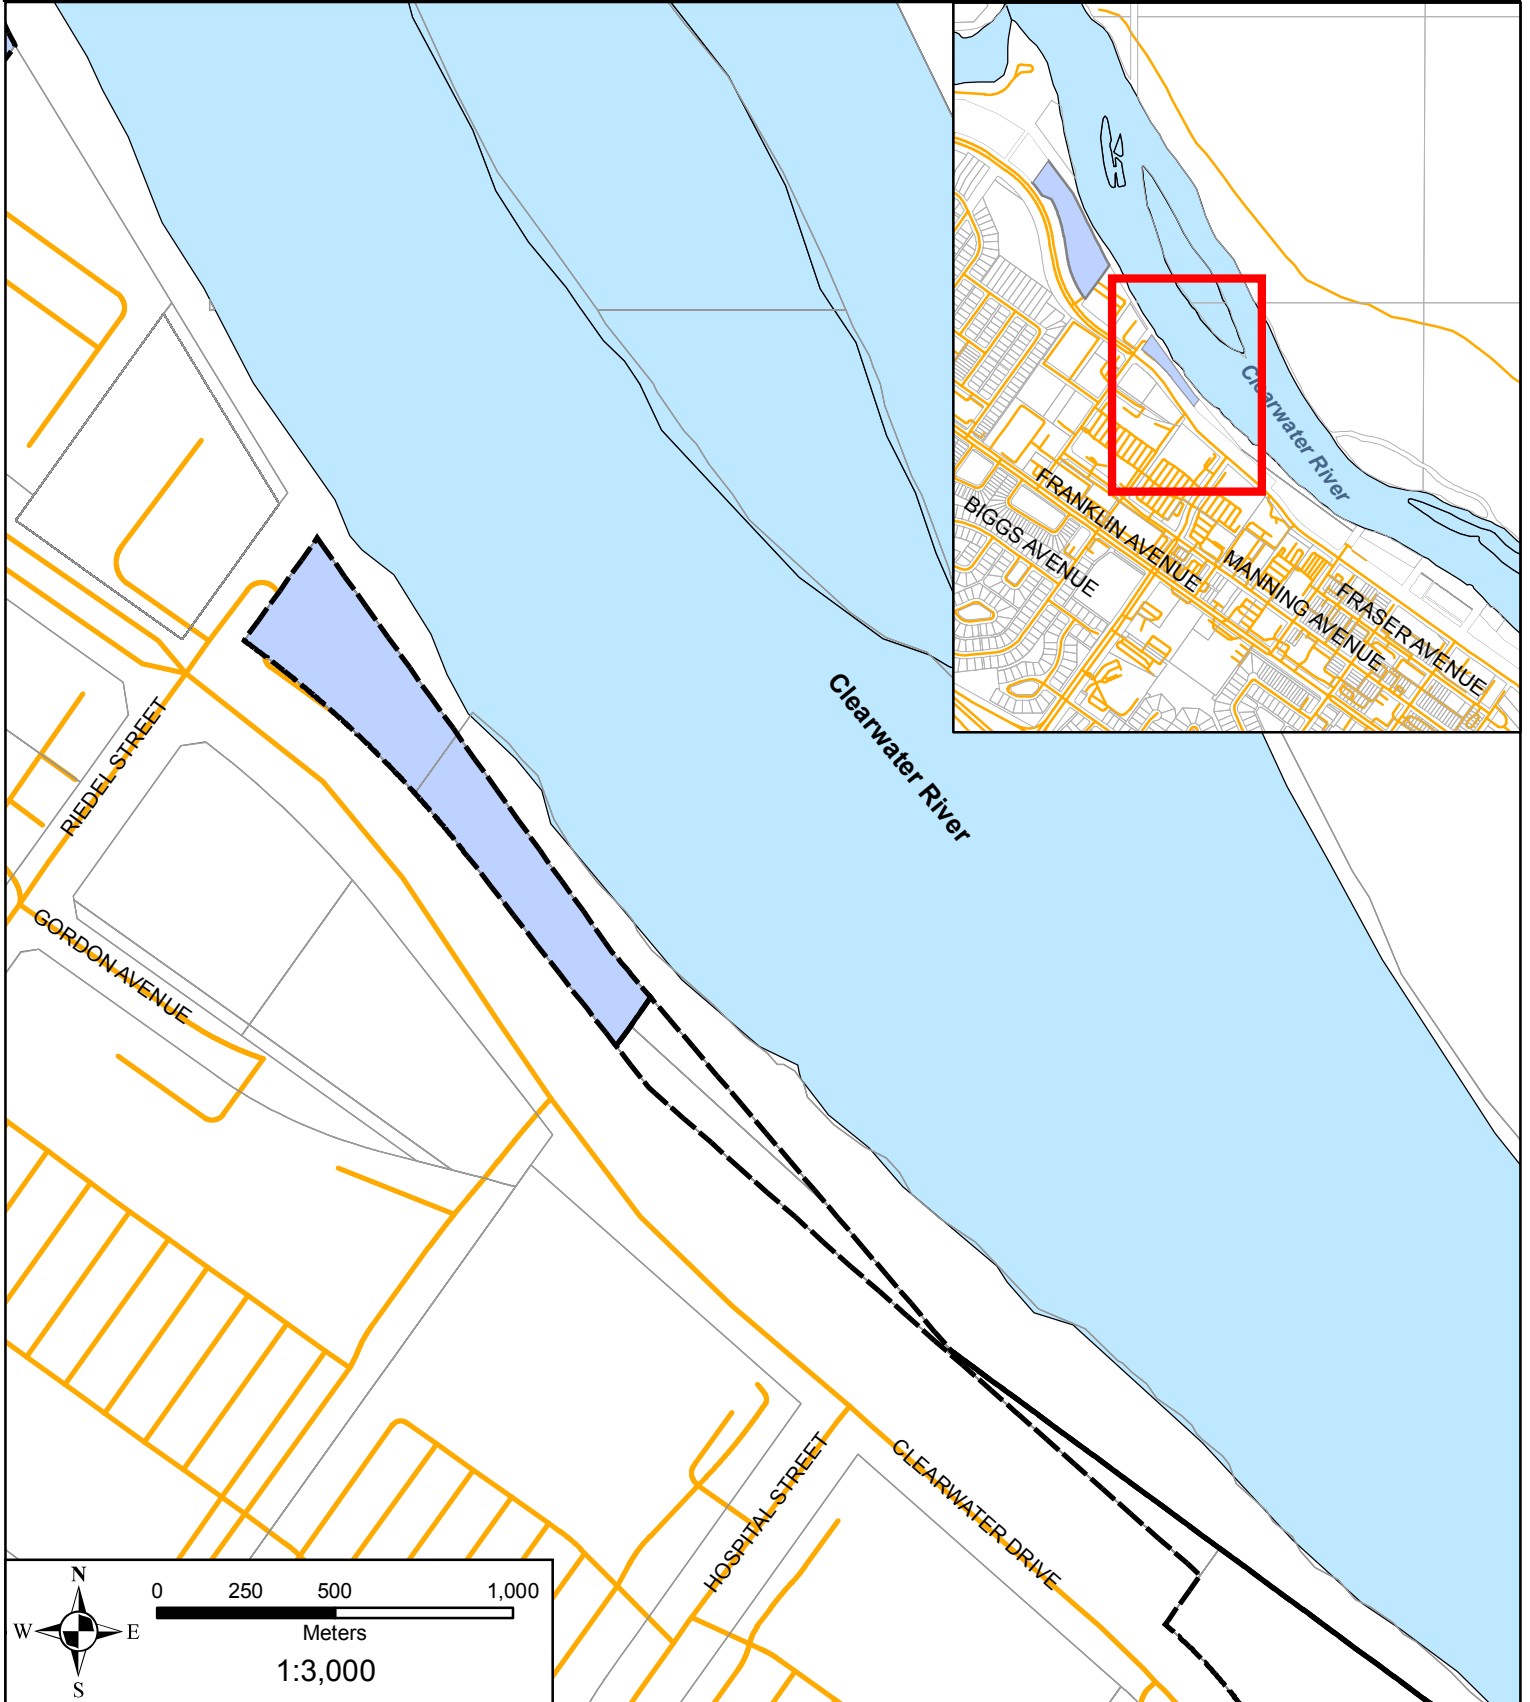 Clearwater River
FRANKLIN AVENUE
BIGGS AVENUE
MANNING AVENUE
FRASER AVENUE
Clearwater River
RIEDEL STREET
GORDON AVENUE
HOSPITAL STREET
CLEARWATER DRIVE
N
W E
S
0 250 500 1,000
Meters
1:3,000